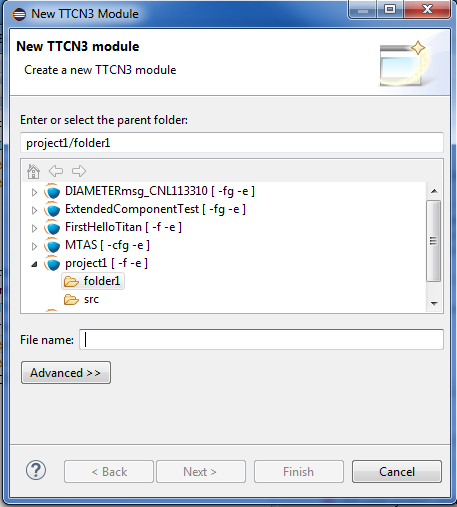 New TTCN3 Module
New TTCN3 module
Create a new TTCN3 module
Enter or select the parent folder:
project1/folder1
DIAMETERmsg_CNL113310 [ -fg -e ]
ExtendedComponentTest [ -fg -e ]
FirstHelloTitan [ -f -e ]
MTAS [ -cfg -e ]
project1 [ -f -e ]
folder1
src
File name:
Advanced >>
?
< Back
Next >
Finish
Cancel